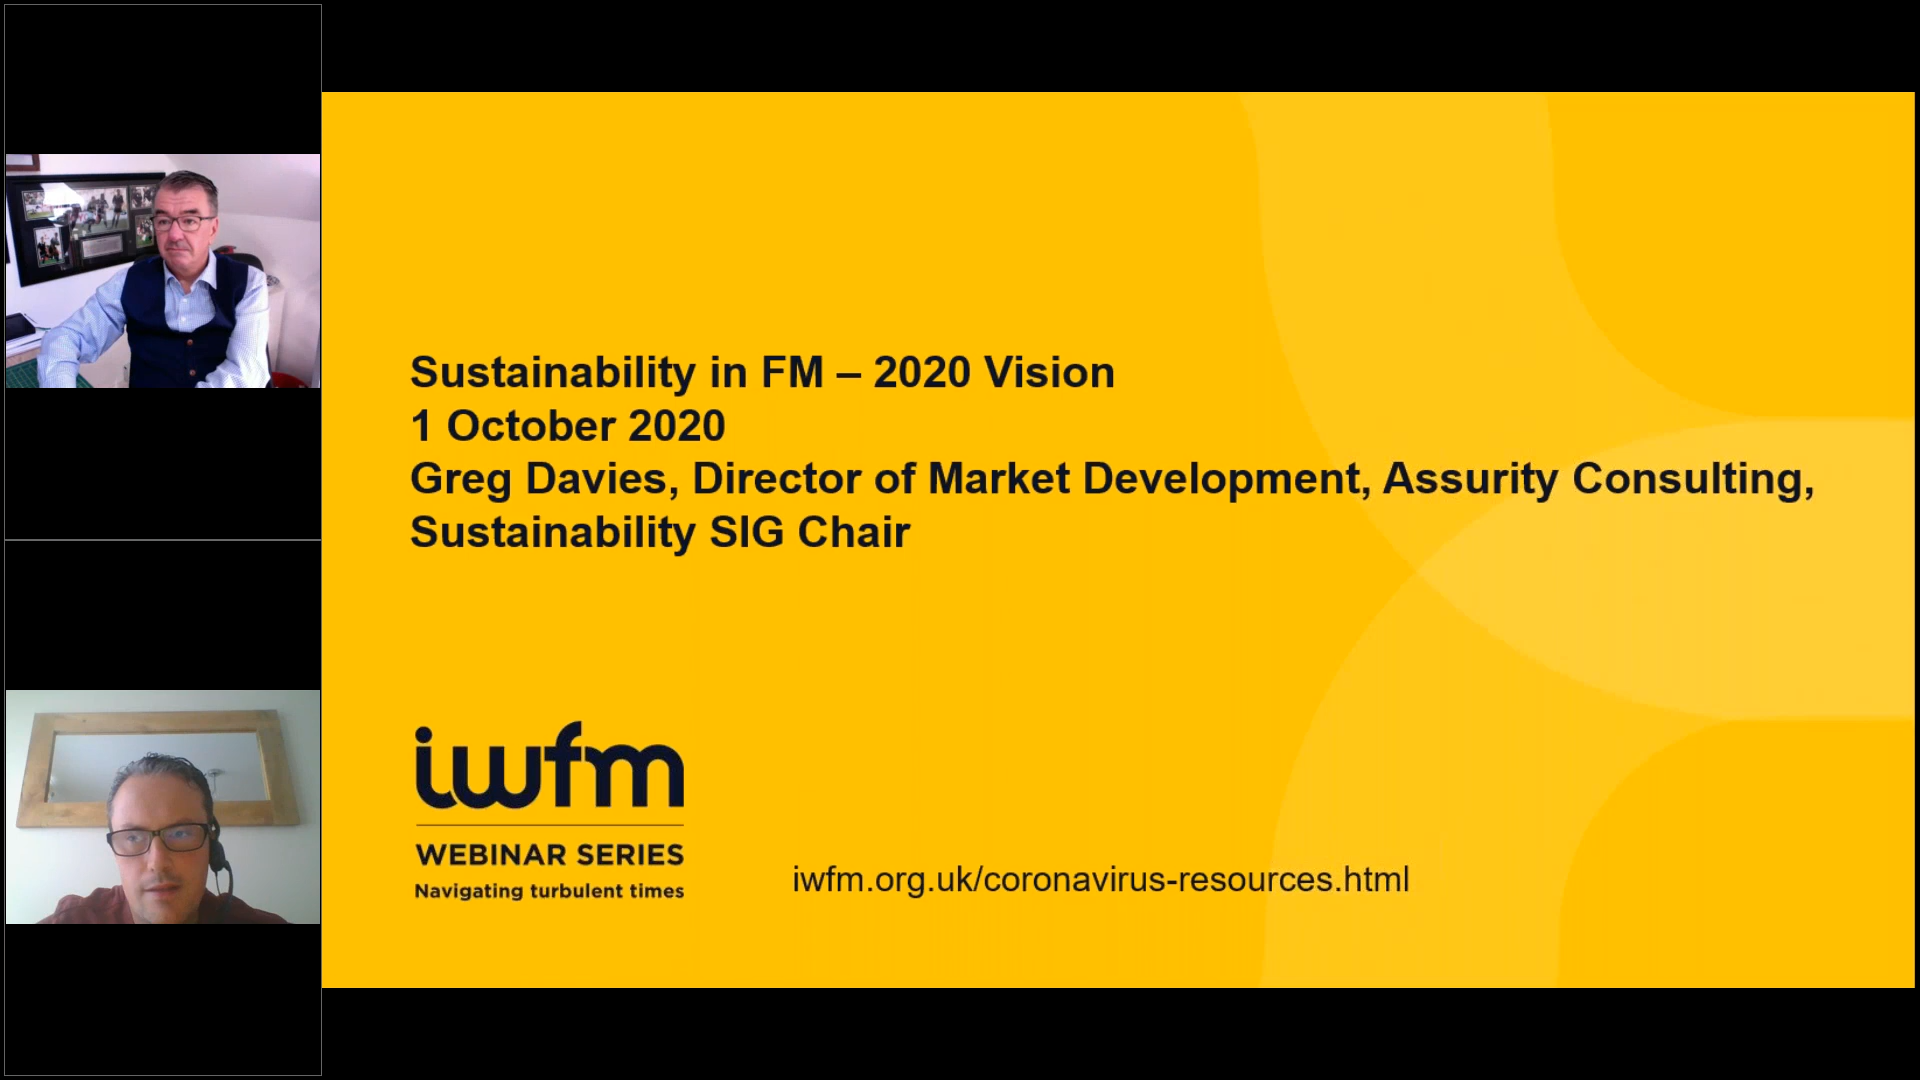 Sustainability in FM – 2020 Vision
1 October 2020
Greg Davies, Director of Market Development, Assurity Consulting,
Sustainability SIG Chair
iwfm
WEBINAR SERIES
Navigating turbulent times
iwfm.org.uk/coronavirus-resources.html